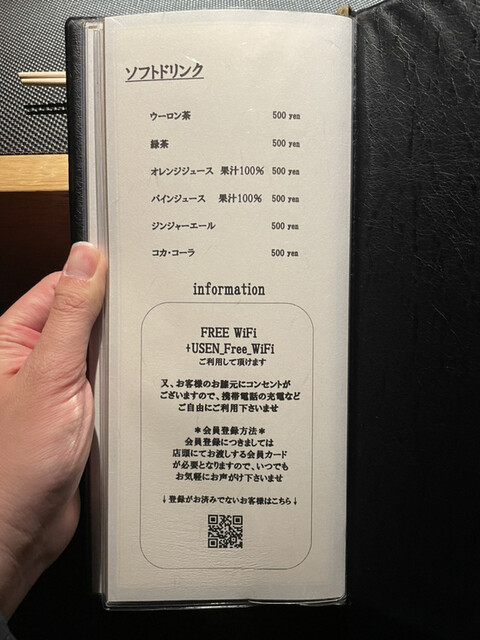 ソフトドリンク
ウーロン茶 500 yen
緑茶 500 yen
オレンジジュース 果汁100% 500 yen
パインジュース 果汁100% 500 yen
ジンジャーエール 500 yen
コカ・コーラ 500 yen
information
FREE WiFi
+USEN_Free_WiFi
ご利用して頂けます
又、お客様のお膝元にコンセントが
ございますので、携帯電話の充電など
ご自由にご利用下さいませ
＊会員登録方法＊
会員登録につきましては
店頭にてお渡しする会員カード
が必要となりますので、いつでも
お気軽にお声がけ下さいませ
↓登録がお済みでないお客様はこちら↓